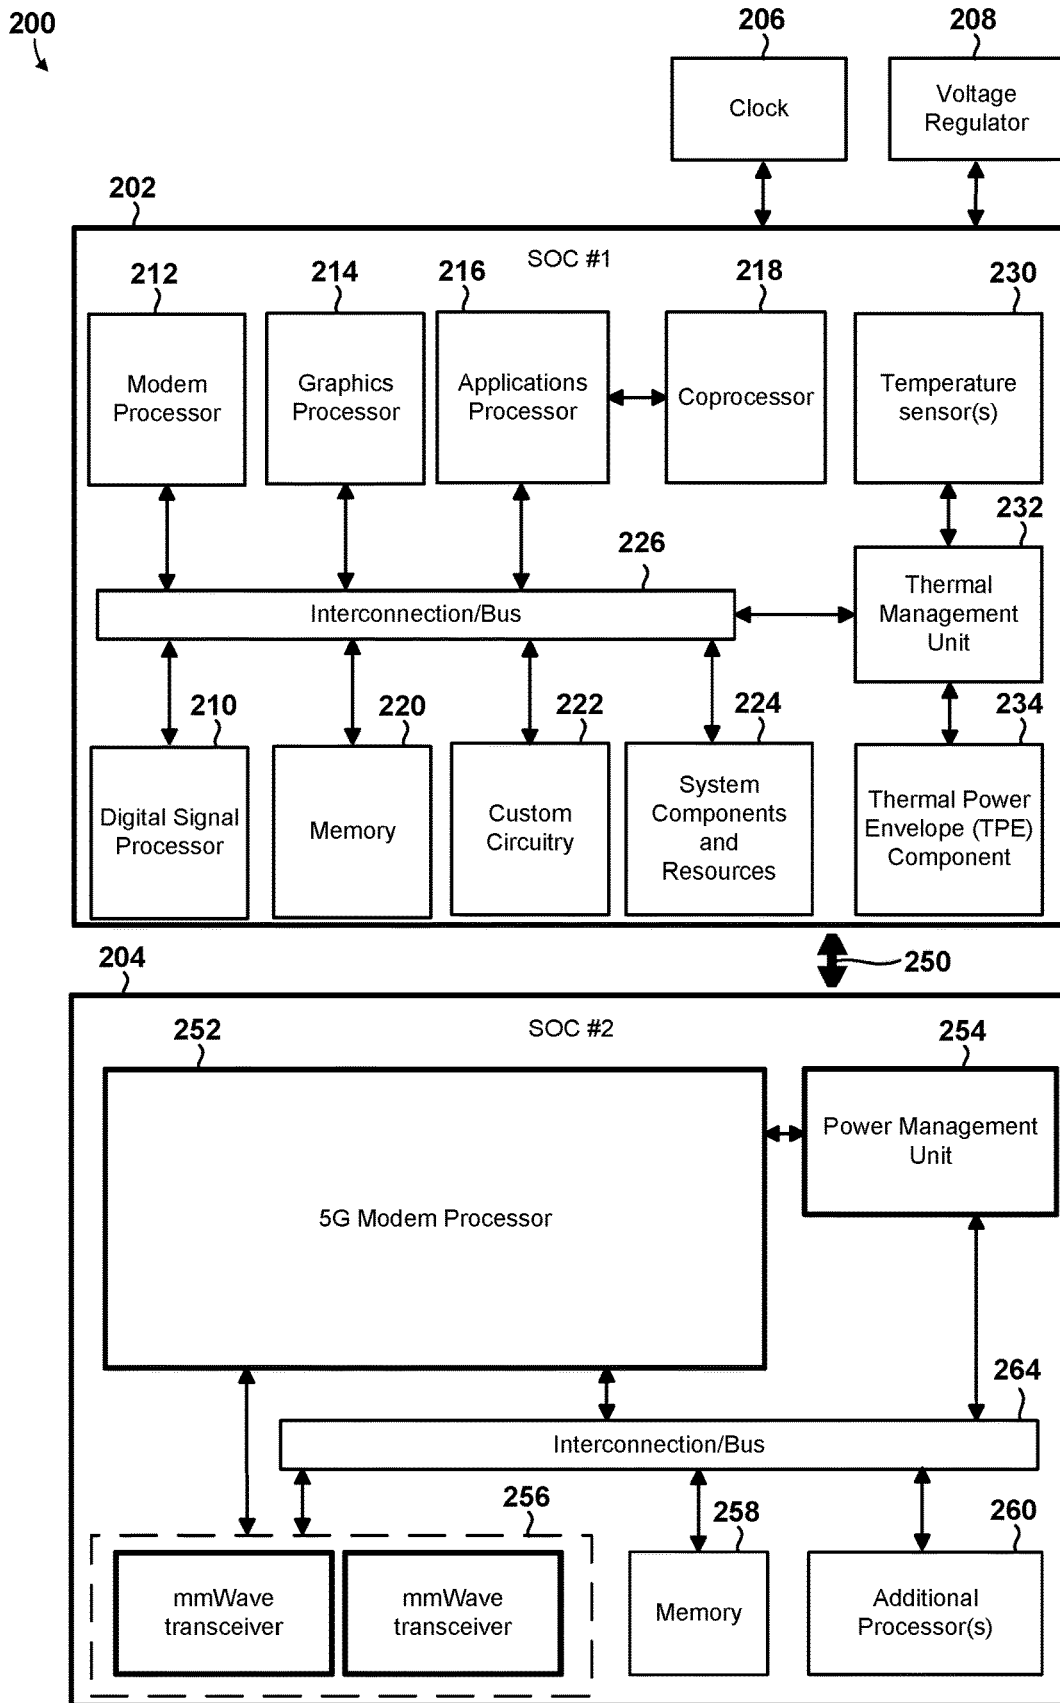 200
206
208
Clock
Voltage
Regulator
202
SOC #1
212
214
216
218
230
Modem
Processor
Graphics
Processor
Applications
Processor
Coprocessor
Temperature
sensor(s)
232
226
Interconnection/Bus
Thermal
Management
Unit
210
220
222
224
234
Digital Signal
Processor
Memory
Custom
Circuitry
System
Components
and
Resources
Thermal Power
Envelope (TPE)
Component
204
250
252
SOC #2
254
5G Modem Processor
Power Management
Unit
264
Interconnection/Bus
256
258
260
mmWave
transceiver
mmWave
transceiver
Memory
Additional
Processor(s)